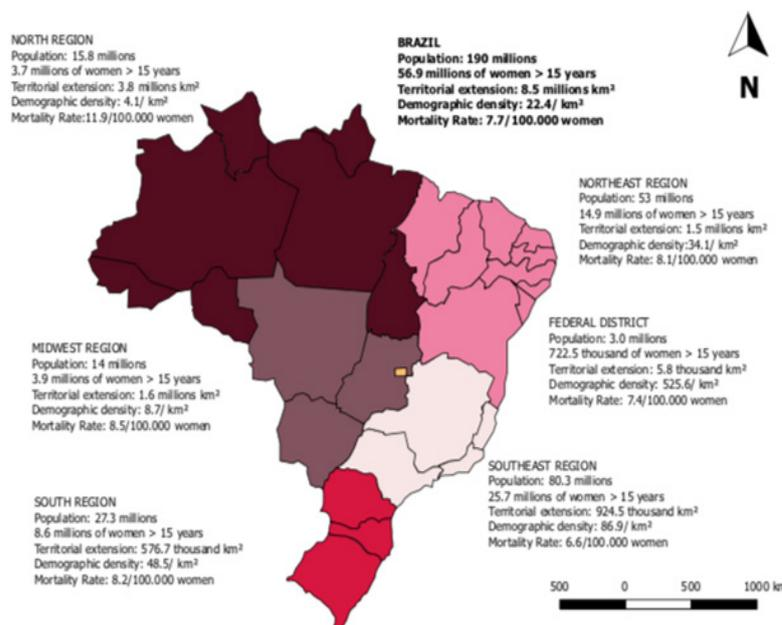 NORTH REGION
Population: 15.8 millions
3.7 millions of women > 15 years
Territorial extension: 3.8 millions km²
Demographic density: 4.1/ km²
Mortality Rate:11.9/100.000 women
BRAZIL
Population: 190 millions
56.9 millions of women > 15 years
Territorial extension: 8.5 millions km²
Demographic density: 22.4/ km²
Mortality Rate: 7.7/100.000 women
N
NORTHEAST REGION
Population: 53 millions
14.9 millions of women > 15 years
Territorial extension: 1.5 millions km²
Demographic density:34.1/ km²
Mortality Rate: 8.1/100.000 women
FEDERAL DISTRICT
Population: 3.0 millions
722.5 thousand of women > 15 years
Territorial extension: 5.8 thousand km²
Demographic density: 525.6/ km²
Mortality Rate: 7.4/100.000 women
MIDWEST REGION
Population: 14 millions
3.9 millions of women > 15 years
Territorial extension: 1.6 millions km²
Demographic density: 8.7/ km²
Mortality Rate: 8.5/100.000 women
SOUTHEAST REGION
Population: 80.3 millions
25.7 millions of women > 15 years
Territorial extension: 924.5 thousand km²
Demographic density: 86.9/ km²
Mortality Rate: 6.6/100.000 women
SOUTH REGION
Population: 27.3 millions
8.6 millions of women > 15 years
Territorial extension: 576.7 thousand km²
Demographic density: 48.5/ km²
Mortality Rate: 8.2/100.000 women
500 0 500 1000 km